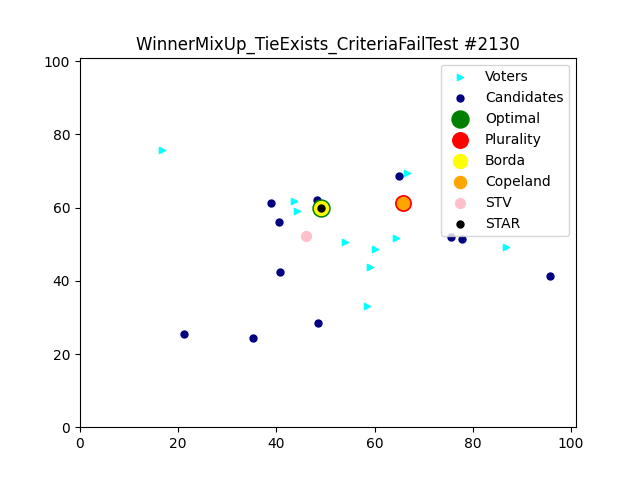 WinnerMixUp_TieExists_CriteriaFailTest #2130
100
80
60
40
20
0
0 20 40 60 80 100
Voters
Candidates
Optimal
Plurality
Borda
Copeland
STV
STAR